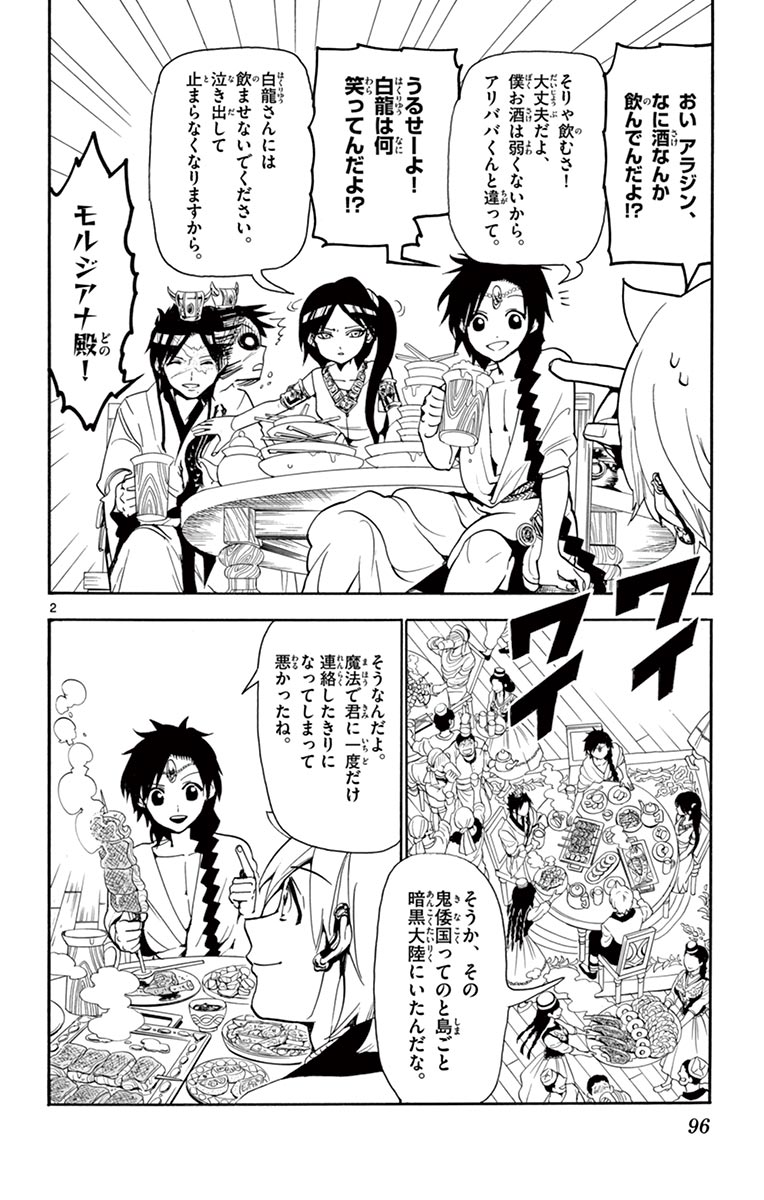 おい アラジン、
なに酒なんか
飲んでんだよ!?
そりゃ飲むさ！
大丈夫だよ、
僕お酒は弱くないから。
アリババくんと違って。
うるせーよ！
白龍は何
笑ってんだよ!?
白龍さんには
飲ませないでください。
泣き出して
止まらなくなりますから。
モルジアナ殿！
2
ワイ
ワイ
そうか、その
鬼倭国ってのと島ごと
暗黒大陸にいたんだな。
そうなんだよ。
魔法で君に一度だけ
連絡したきりに
なってしまって
悪かったね。
96